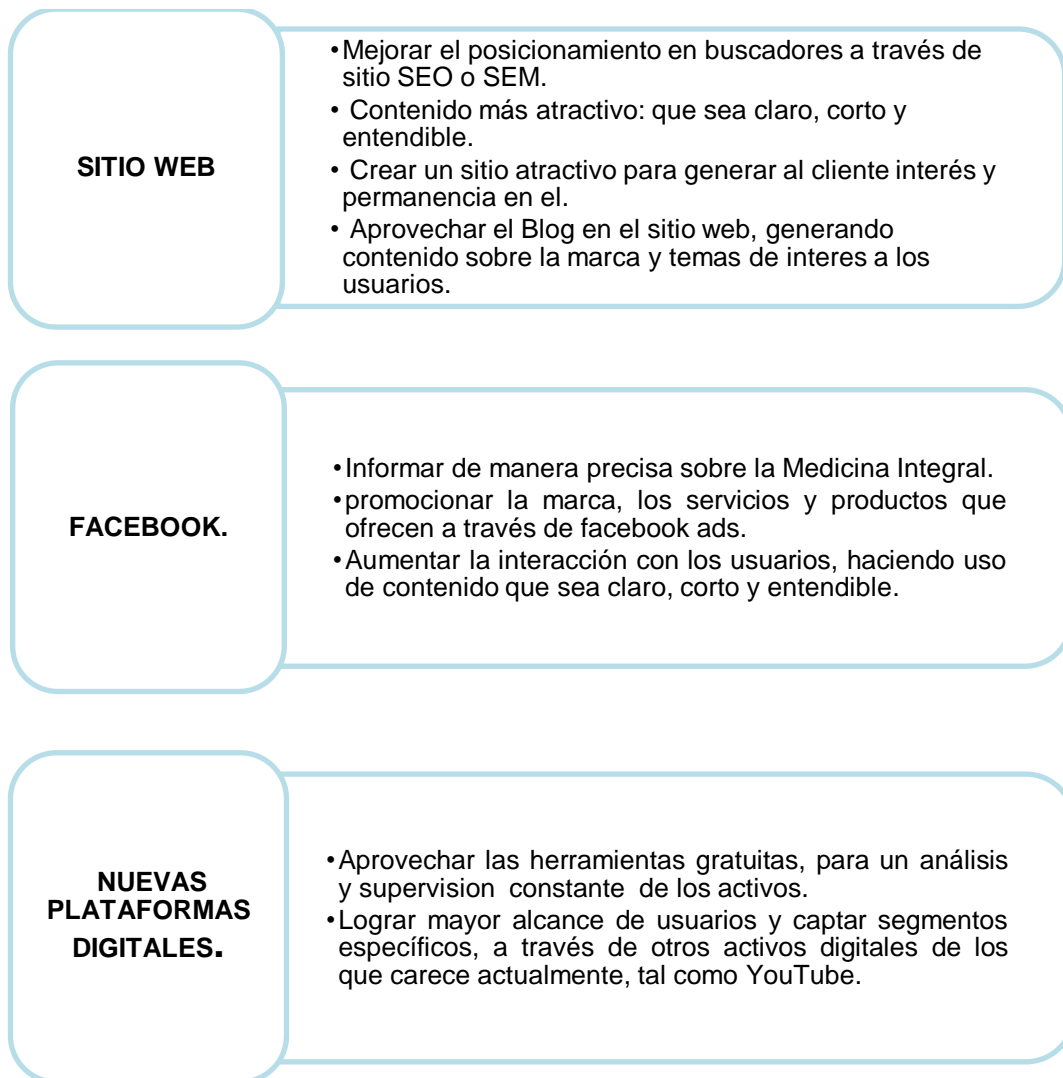 SITIO WEB
•Mejorar el posicionamiento en buscadores a través de
sitio SEO o SEM.
• Contenido más atractivo: que sea claro, corto y
entendible.
• Crear un sitio atractivo para generar al cliente interés y
permanencia en el.
• Aprovechar el Blog en el sitio web, generando
contenido sobre la marca y temas de interes a los
usuarios.
FACEBOOK.
•Informar de manera precisa sobre la Medicina Integral.
•promocionar la marca, los servicios y productos que
ofrecen a través de facebook ads.
•Aumentar la interacción con los usuarios, haciendo uso
de contenido que sea claro, corto y entendible.
NUEVAS
PLATAFORMAS
DIGITALES.
•Aprovechar las herramientas gratuitas, para un análisis
y supervision constante de los activos.
•Lograr mayor alcance de usuarios y captar segmentos
específicos, a través de otros activos digitales de los
que carece actualmente, tal como YouTube.